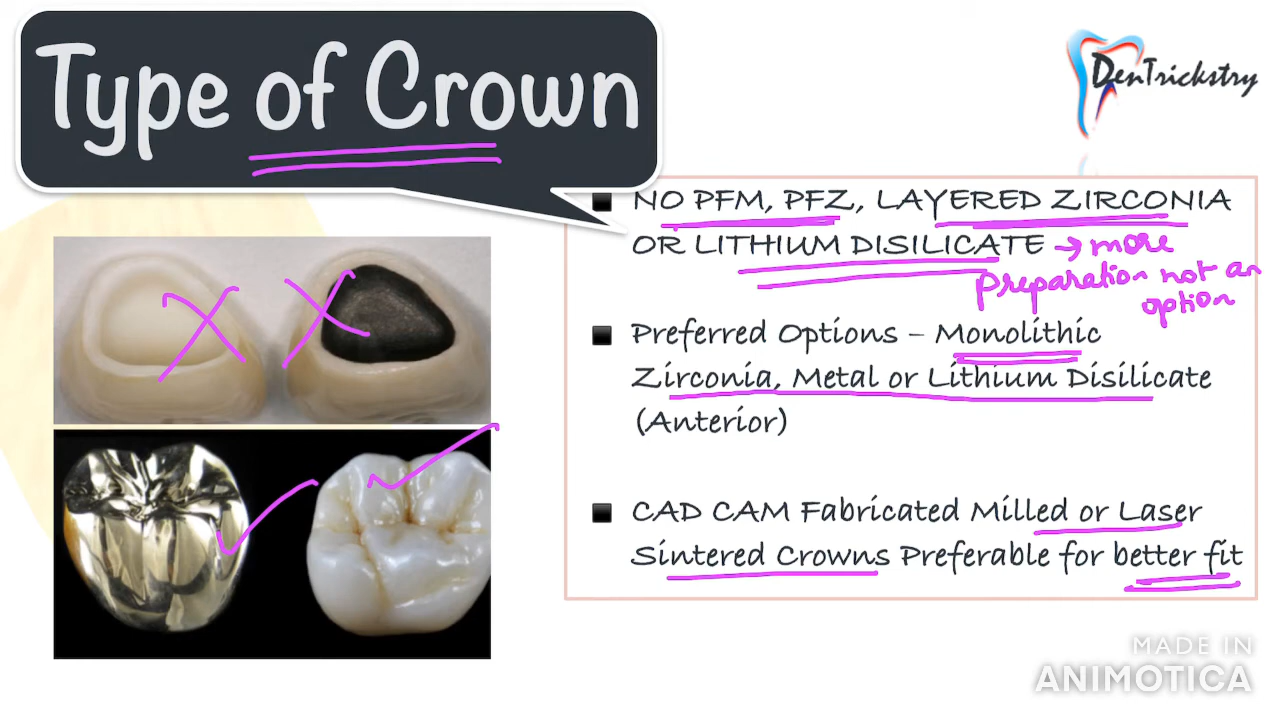 Type of Crown
DenTrickstry
■ NO PFM, PFZ, LAYERED ZIRCONIA
OR LITHIUM DISILICATE → more
preparation not an
option
■ Preferred Options – Monolithic
Zirconia, Metal or Lithium Disilicate
(Anterior)
■ CAD CAM Fabricated Milled or Laser
Sintered Crowns Preferable for better fit
MADE IN
ANIMOTICA